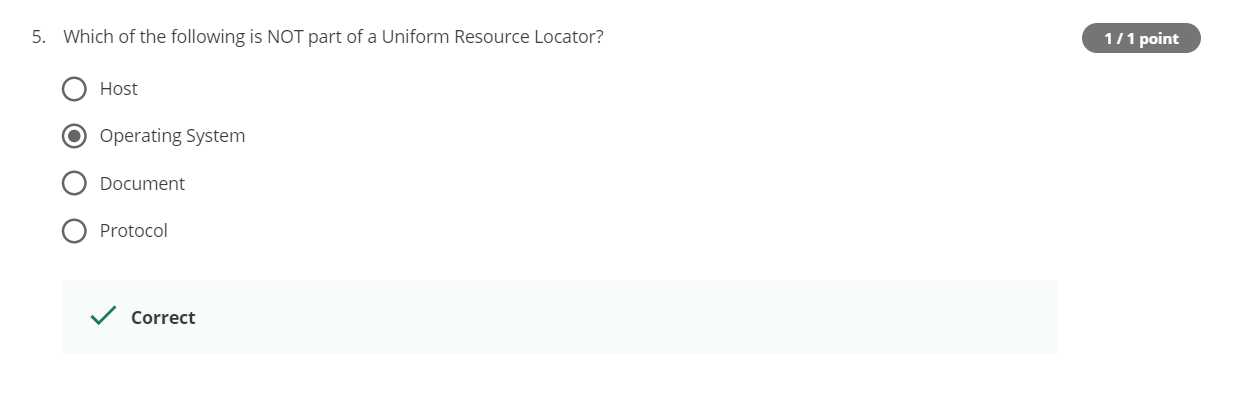 5. Which of the following is NOT part of a Uniform Resource Locator?
1 / 1 point
Host
Operating System
Document
Protocol
Correct